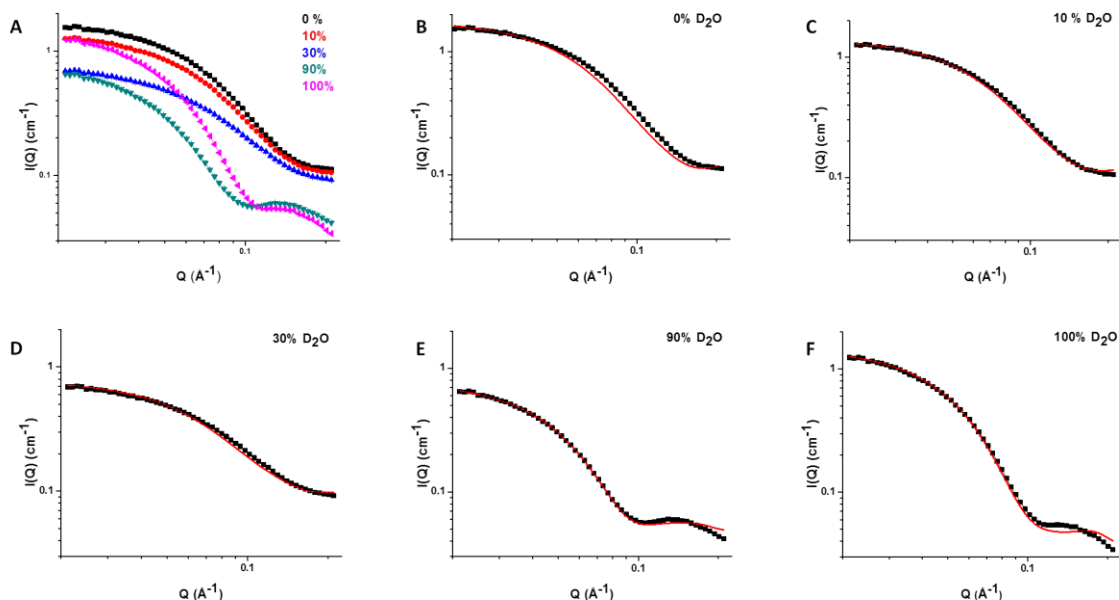 A
0 %
10%
30%
90%
100%
1
0.1
I(Q) (cm-1)
0.1
Q (A-1)
B
0% D2O
1
0.1
I(Q) (cm-1)
0.1
Q (A-1)
C
10 % D2O
1
0.1
I(Q) (cm-1)
0.1
Q (A-1)
D
30% D2O
1
0.1
I(Q) (cm-1)
0.1
Q (A-1)
E
90% D2O
1
0.1
I(Q) (cm-1)
0.1
Q (A-1)
F
100% D2O
1
0.1
I(Q) (cm-1)
0.1
Q (A-1)